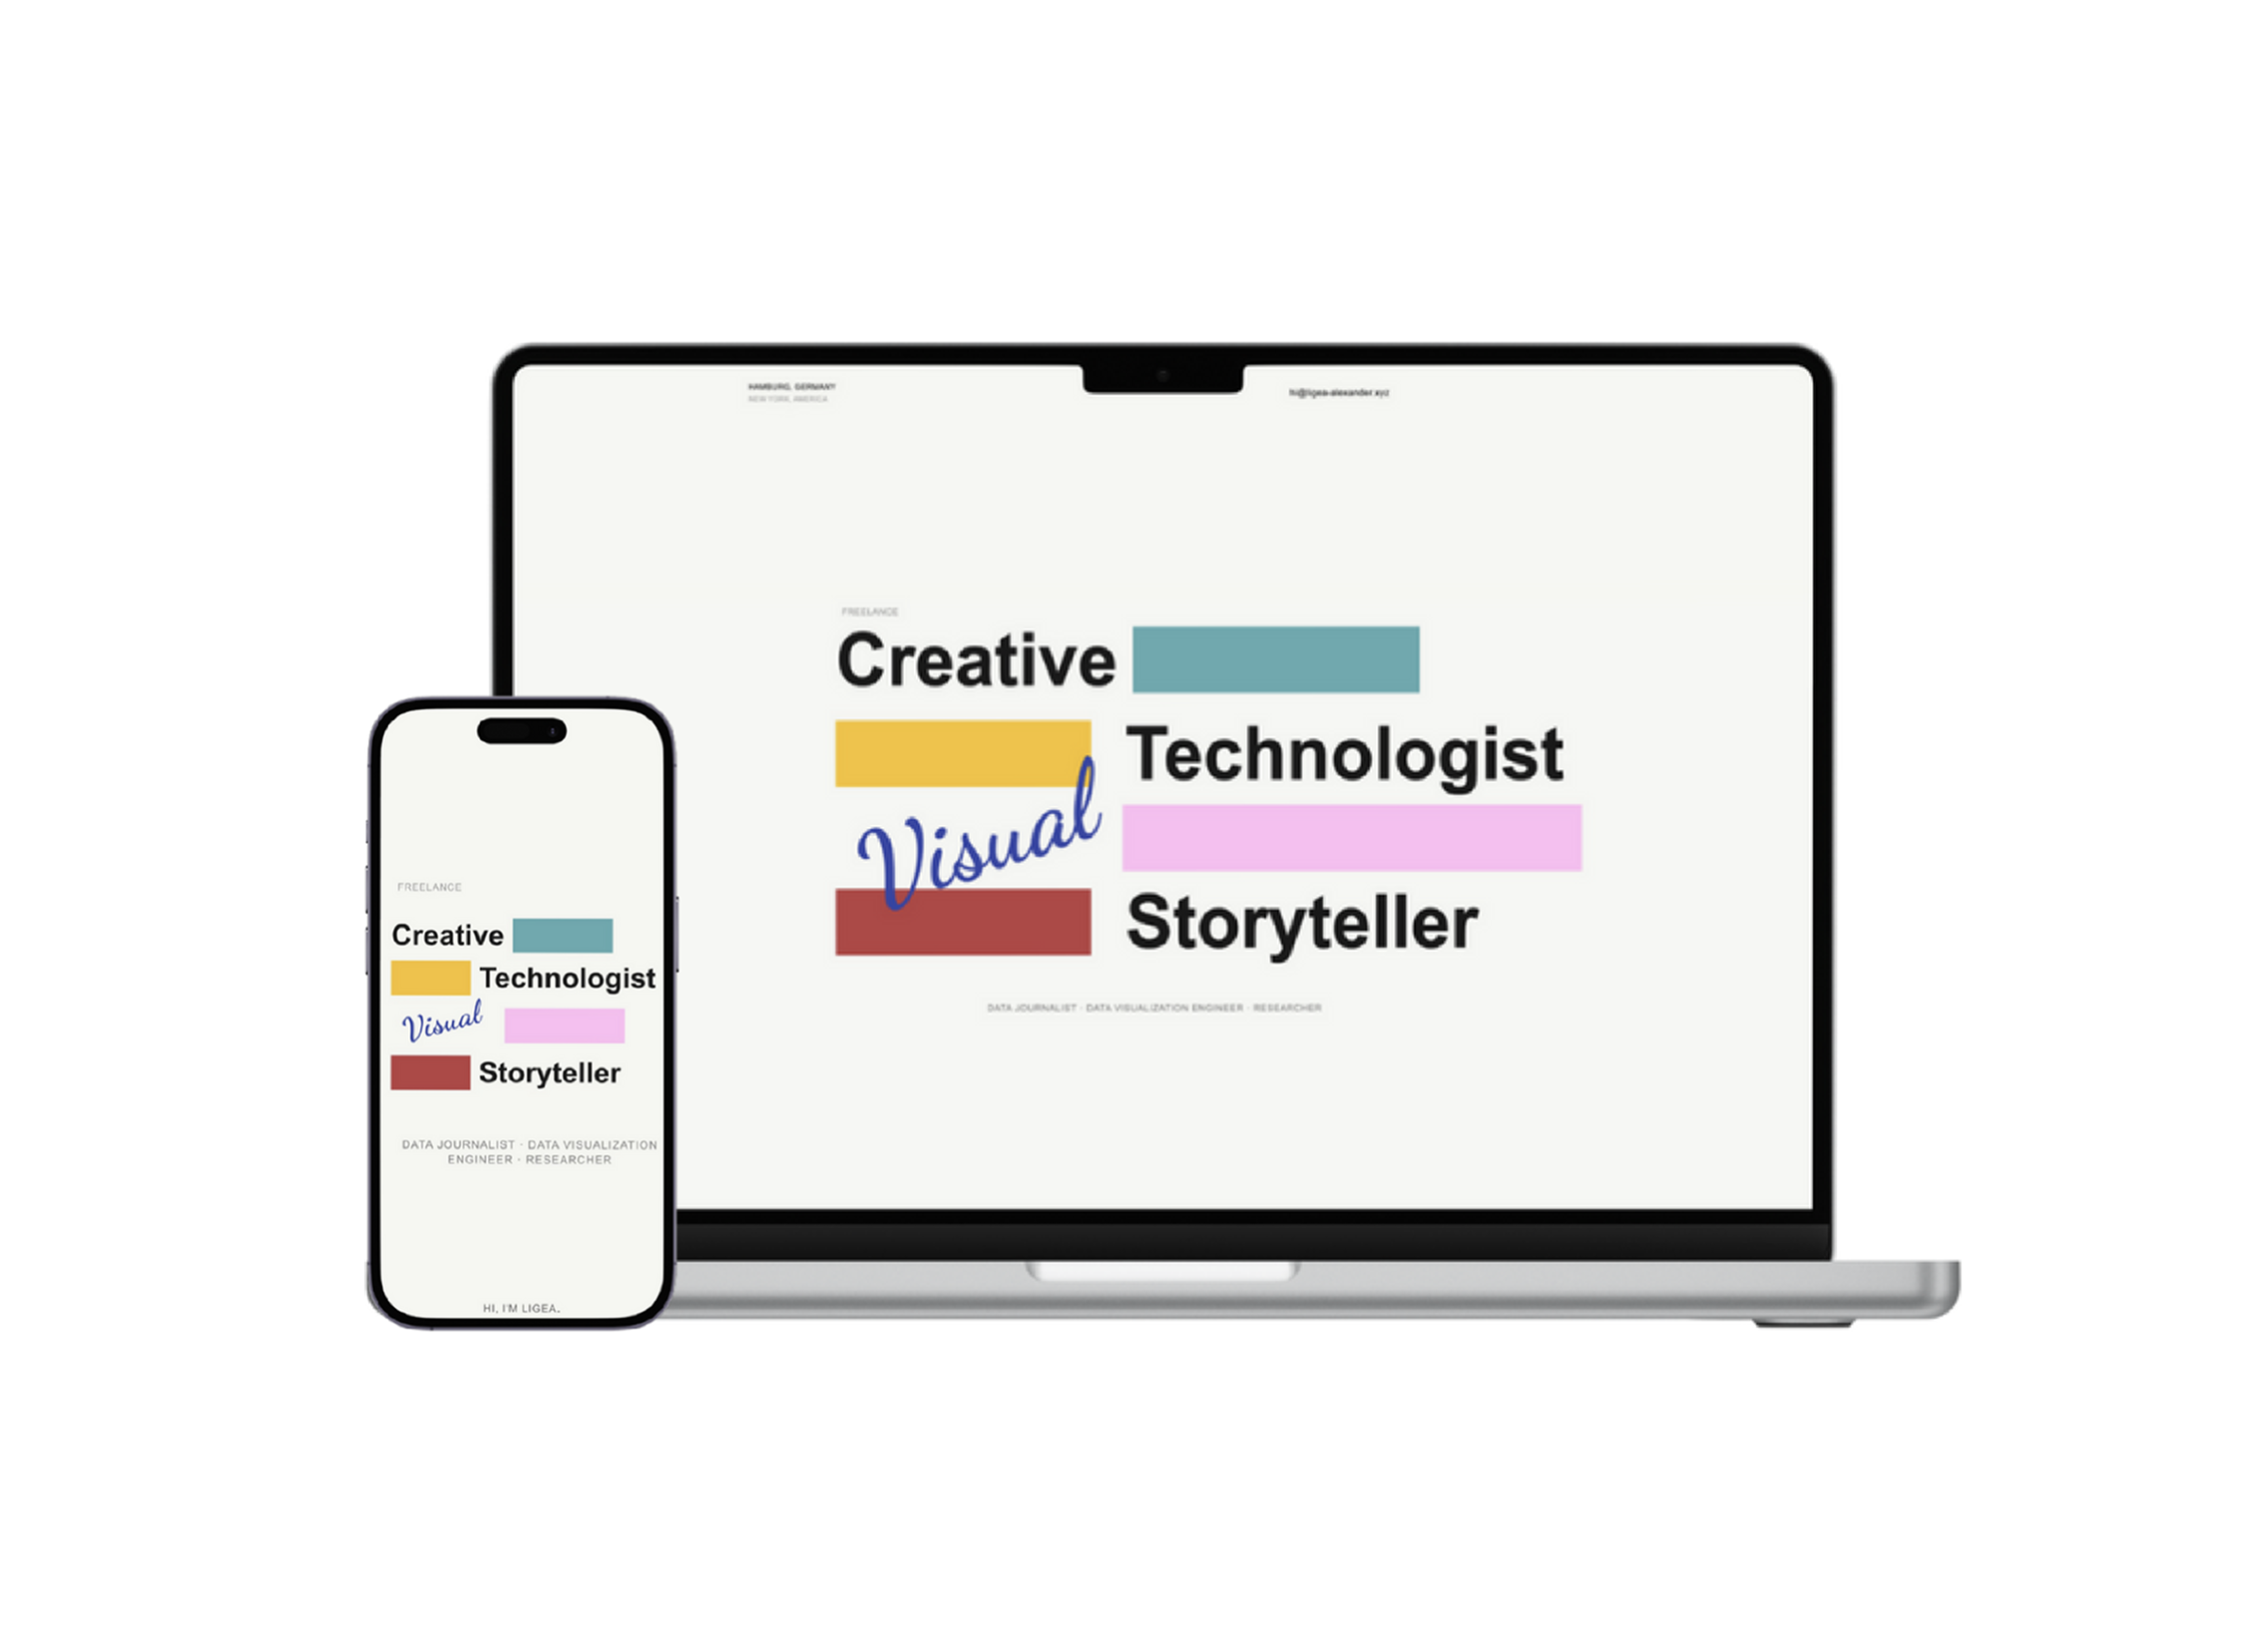 HAMBURG, GERMANY
NEW YORK, AMERICA
hi@ligea-alexander.xyz
FREELANCE
Creative
Technologist
Visual
Storyteller
DATA JOURNALIST · DATA VISUALIZATION ENGINEER · RESEARCHER
FREELANCE
Creative
Technologist
Visual
Storyteller
DATA JOURNALIST · DATA VISUALIZATION
ENGINEER · RESEARCHER
HI, I'M LIGEA.